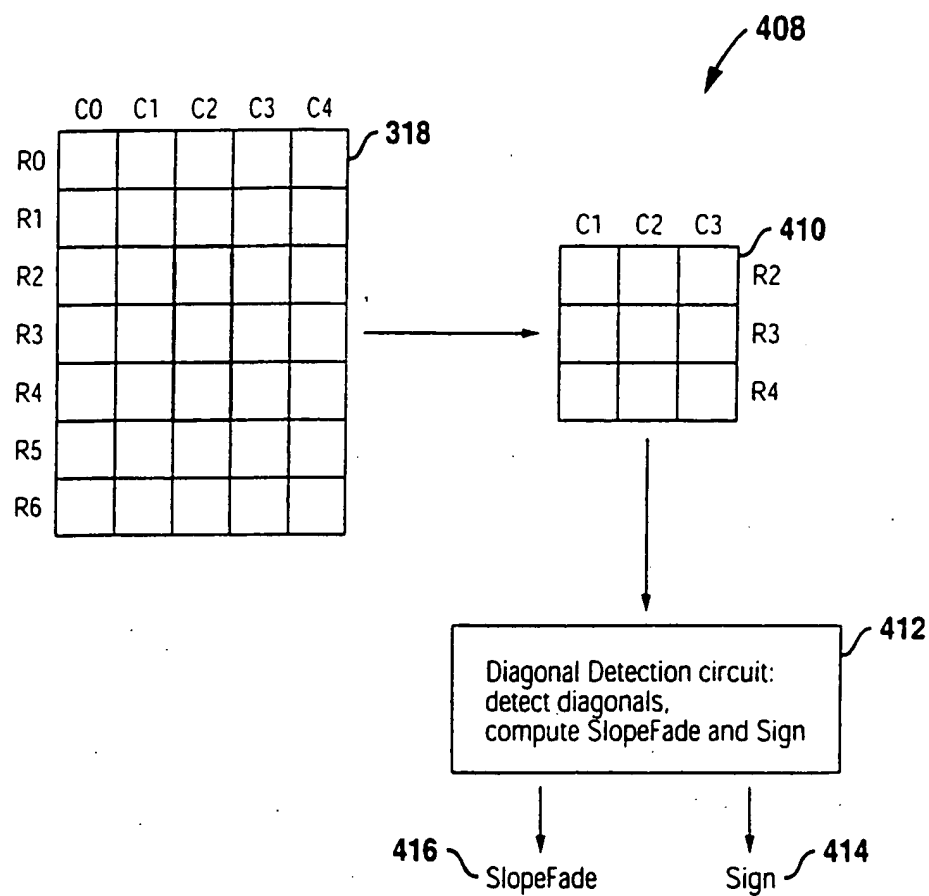 408
C0 C1 C2 C3 C4
318
R0
R1
R2
R3
R4
R5
R6
C1 C2 C3
410
R2
R3
R4
412
Diagonal Detection circuit:
detect diagonals,
compute SlopeFade and Sign
416
SlopeFade
414
Sign